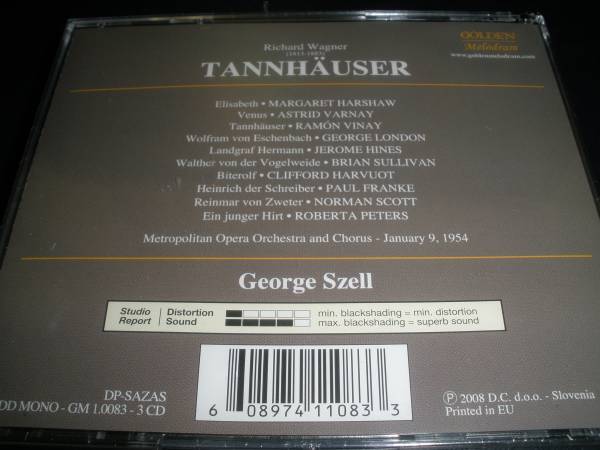 Richard Wagner
(1813-1883)
TANNHÄUSER
GOLDEN
Melodram
www.goldenmelodram.com
Elisabeth • MARGARET HARSHAW
Venus • ASTRID VARNAY
Tannhäuser • RAMÓN VINAY
Wolfram von Eschenbach • GEORGE LONDON
Landgraf Hermann • JEROME HINES
Walther von der Vogelweide • BRIAN SULLIVAN
Biterolf • CLIFFORD HARVUOT
Heinrich der Schreiber • PAUL FRANKE
Reinmar von Zweter • NORMAN SCOTT
Ein junger Hirt • ROBERTA PETERS
Metropolitan Opera Orchestra and Chorus - January 9, 1954
George Szell
Studio Report
Distortion min. blackshading = min. distortion
Sound max. blackshading = superb sound
DP-SAZAS
DD MONO - GM 1.0083 - 3 CD
6 08974 11083 3
Ⓟ 2008 D.C. d.o.o. - Slovenia
Printed in EU